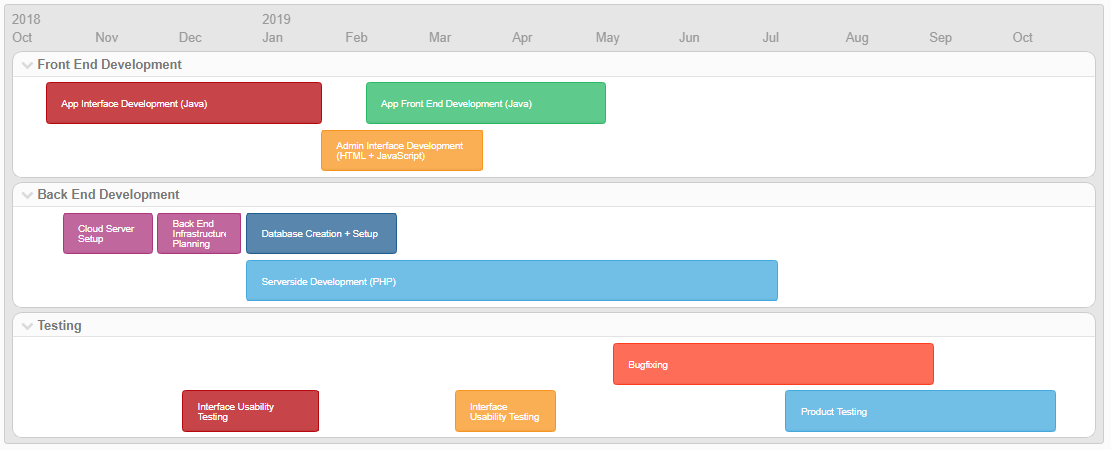 2018 2019
Oct Nov Dec Jan Feb Mar Apr May Jun Jul Aug Sep Oct
Front End Development
App Interface Development (Java)
App Front End Development (Java)
Admin Interface Development
(HTML + JavaScript)
Back End Development
Cloud Server
Setup
Back End
Infrastructure
Planning
Database Creation + Setup
Serverside Development (PHP)
Testing
Bugfixing
Interface Usability
Testing
Interface
Usability Testing
Product Testing